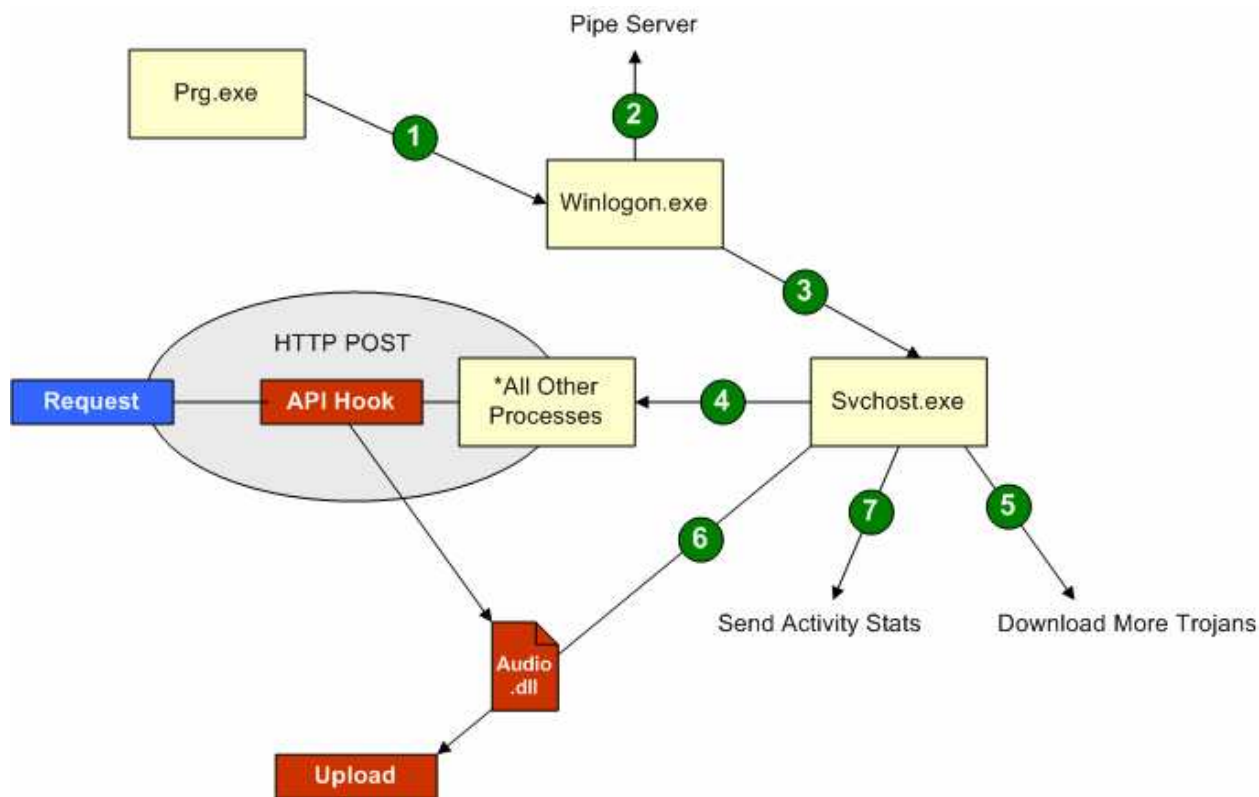 Pipe Server
Prg.exe
1
2
Winlogon.exe
3
HTTP POST
Request
API Hook
*All Other
Processes
4
Svchost.exe
6
7
5
Send Activity Stats
Download More Trojans
Audio
.dll
Upload